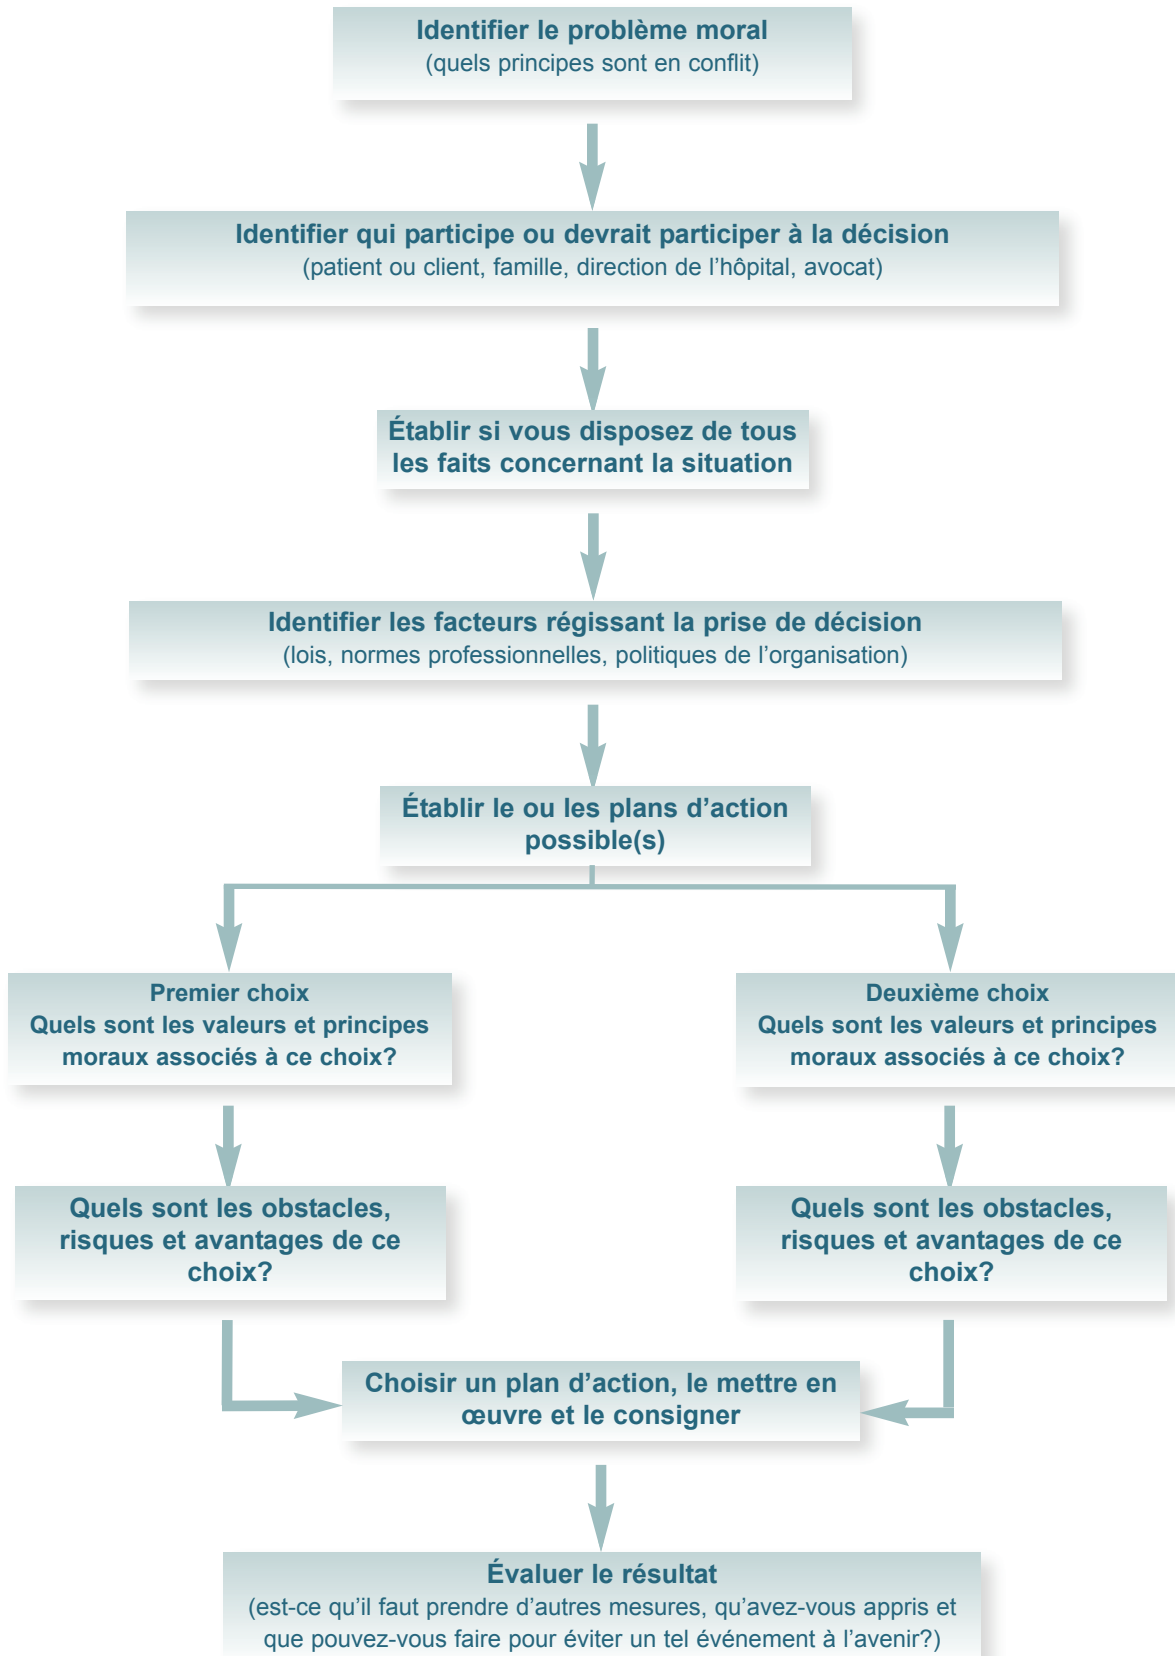 Identifier le problème moral
(quels principes sont en conflit)
Identifier qui participe ou devrait participer à la décision
(patient ou client, famille, direction de l’hôpital, avocat)
Établir si vous disposez de tous
les faits concernant la situation
Identifier les facteurs régissant la prise de décision
(lois, normes professionnelles, politiques de l’organisation)
Établir le ou les plans d’action
possible(s)
Premier choix
Quels sont les valeurs et principes
moraux associés à ce choix?
Deuxième choix
Quels sont les valeurs et principes
moraux associés à ce choix?
Quels sont les obstacles,
risques et avantages de ce
choix?
Quels sont les obstacles,
risques et avantages de ce
choix?
Choisir un plan d’action, le mettre en
œuvre et le consigner
Évaluer le résultat
(est-ce qu’il faut prendre d’autres mesures, qu’avez-vous appris et
que pouvez-vous faire pour éviter un tel événement à l’avenir?)